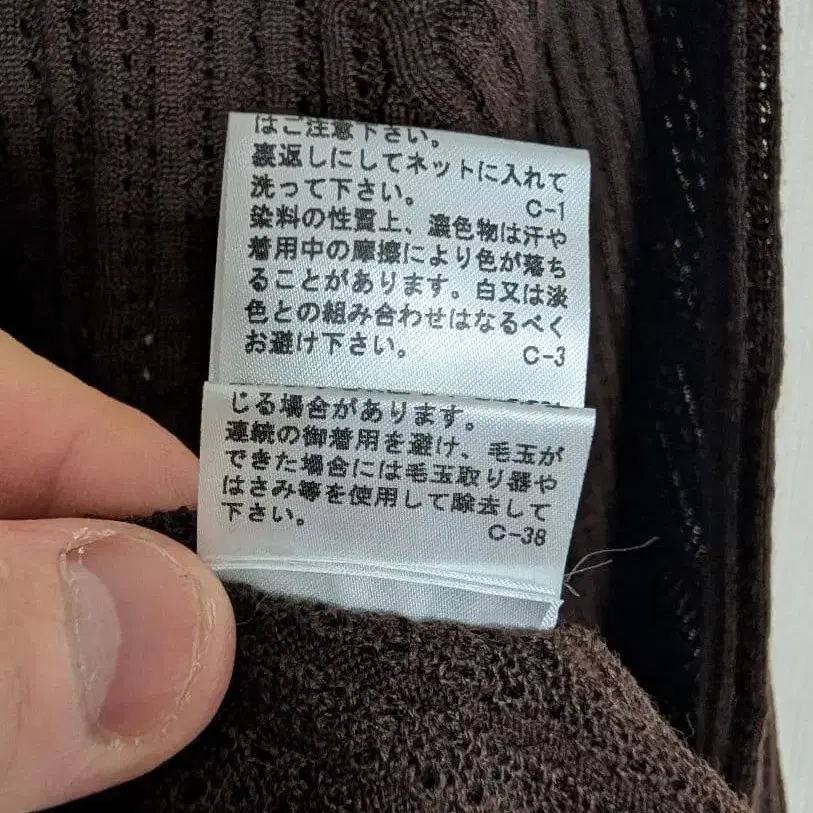 はご注意下さい。
裏返しにしてネットに入れて
洗って下さい。
C-1
染料の性質上、濃色物は汗や
着用中の摩擦により色が落ち
ることがあります。白又は淡
色との組み合わせはなるべく
お避け下さい。
C-3
じる場合があります。
連続の御着用を避け、毛玉が
できた場合には毛玉取り器や
はさみ等を使用して除去して
下さい。
C-38